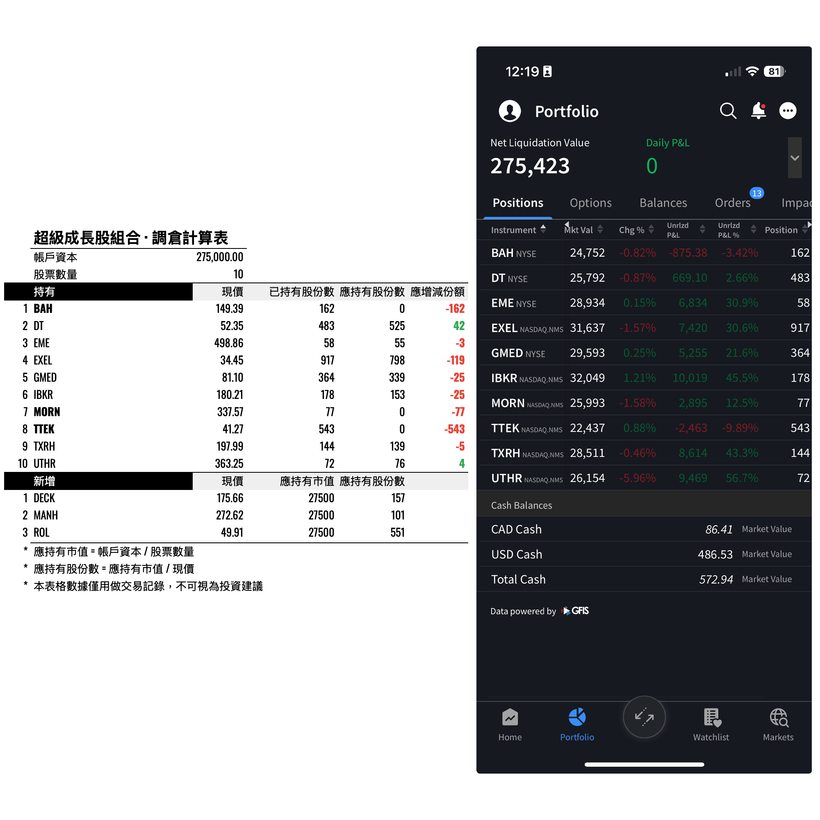 超級成長股組合 · 調倉計算表
帳戶資本 275,000.00
股票數量 10
持有 現價 已持有股份數 應持有股份數 應增減份額
1 BAH 149.39 162 0 -162
2 DT 52.35 483 525 42
3 EME 498.86 58 55 -3
4 EXEL 34.45 917 798 -119
5 GMED 81.10 364 339 -25
6 IBKR 180.21 178 153 -25
7 MORN 337.57 77 0 -77
8 TTEK 41.27 543 0 -543
9 TXRH 197.99 144 139 -5
10 UTHR 363.25 72 76 4
新增 現價 應持有市值 應持有股份數
1 DECK 175.66 27500 157
2 MANH 272.62 27500 101
3 ROL 49.91 27500 551
* 應持有市值 = 帳戶資本 / 股票數量
* 應持有股份數 = 應持有市值 / 現價
* 本表格數據僅用做交易記錄，不可視為投資建議
12:19 81
Portfolio
Net Liquidation Value Daily P&L
275,423 0
Positions Options Balances Orders 13 Impac
Instrument Mkt Val Chg % Unrlzd P&L Unrlzd P&L % Position
BAH NYSE 24,752 -0.82% -875.38 -3.42% 162
DT NYSE 25,792 -0.87% 669.10 2.66% 483
EME NYSE 28,934 0.15% 6,834 30.9% 58
EXEL NASDAQ.NMS 31,637 -1.57% 7,420 30.6% 917
GMED NYSE 29,593 0.25% 5,255 21.6% 364
IBKR NASDAQ.NMS 32,049 1.21% 10,019 45.5% 178
MORN NASDAQ.NMS 25,993 -1.58% 2,895 12.5% 77
TTEK NASDAQ.NMS 22,437 0.88% -2,463 -9.89% 543
TXRH NASDAQ.NMS 28,511 -0.46% 8,614 43.3% 144
UTHR NASDAQ.NMS 26,154 -5.96% 9,469 56.7% 72
Cash Balances
CAD Cash 86.41 Market Value
USD Cash 486.53 Market Value
Total Cash 572.94 Market Value
Data powered by GFIS
Home Portfolio Watchlist Markets